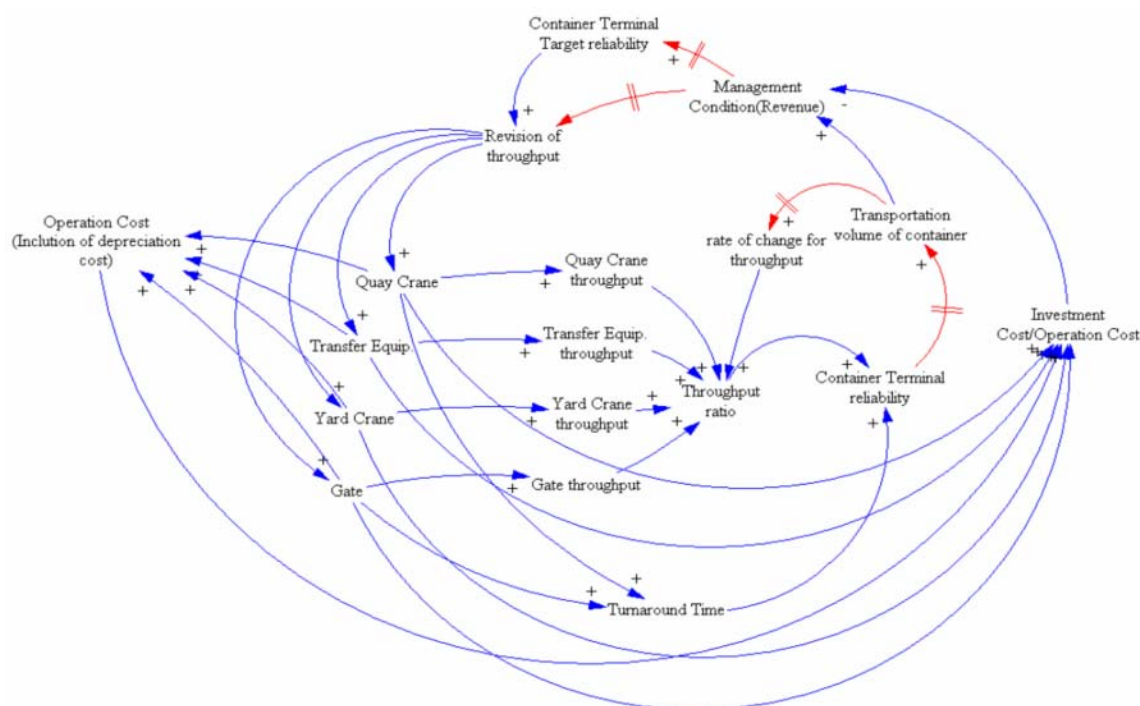 Container Terminal
Target reliability
+
Management
Condition(Revenue)
-
+
+
Revision of
throughput
Operation Cost
(Inclution of depreciation
cost)
+
+
+
+
Transportation
volume of container
+
rate of change for
throughput
+
Quay Crane
throughput
+
Quay Crane
+
Investment
Cost/Operation Cost
+
Transfer Equip.
+
Transfer Equip.
throughput
+
Throughput
ratio
+
+
+
+
Container Terminal
reliability
+
+
Yard Crane
+
Yard Crane
throughput
+
Gate
+
Gate throughput
+
+
Turnaround Time
+